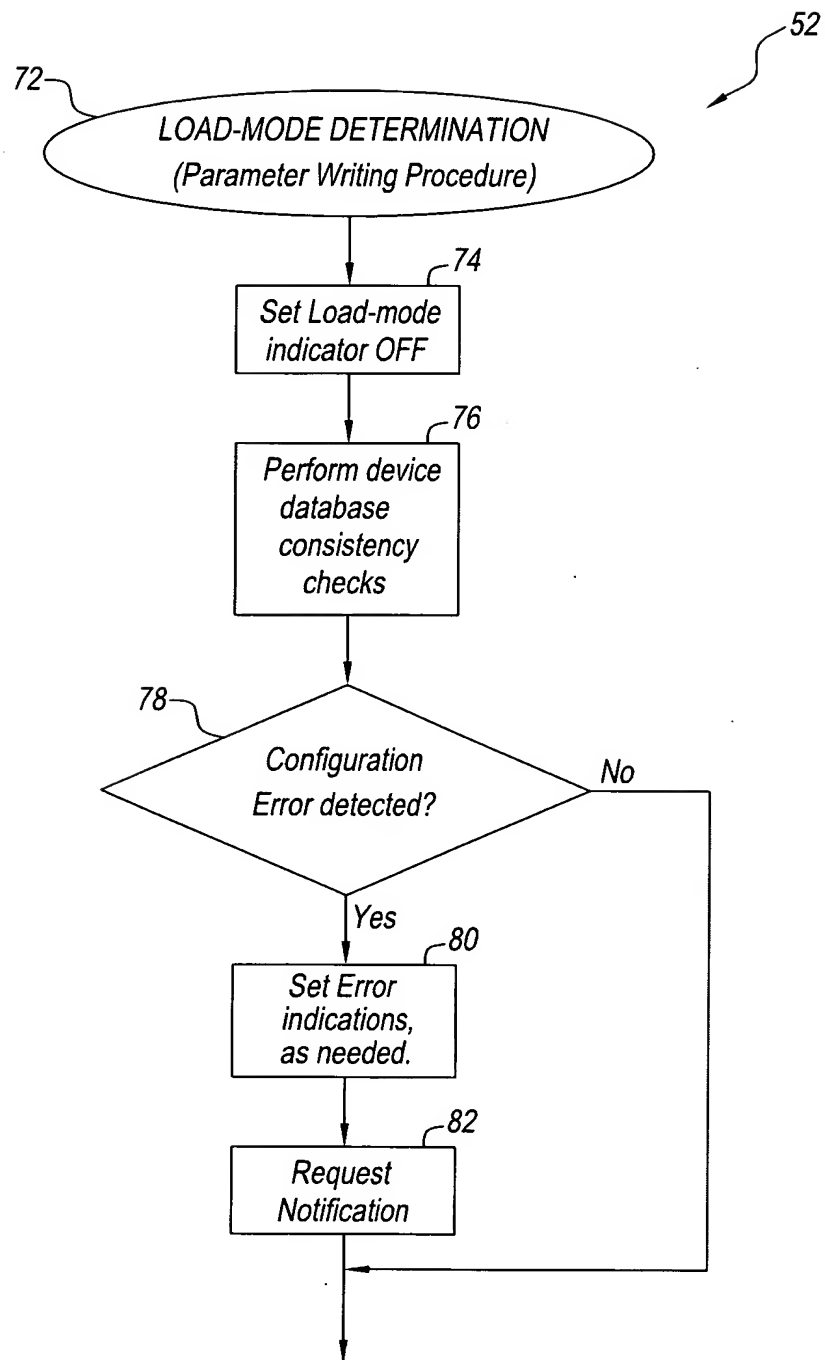 52
72
LOAD-MODE DETERMINATION
(Parameter Writing Procedure)
74
Set Load-mode
indicator OFF
76
Perform device
database
consistency
checks
78
Configuration
Error detected?
No
Yes
80
Set Error
indications,
as needed.
82
Request
Notification